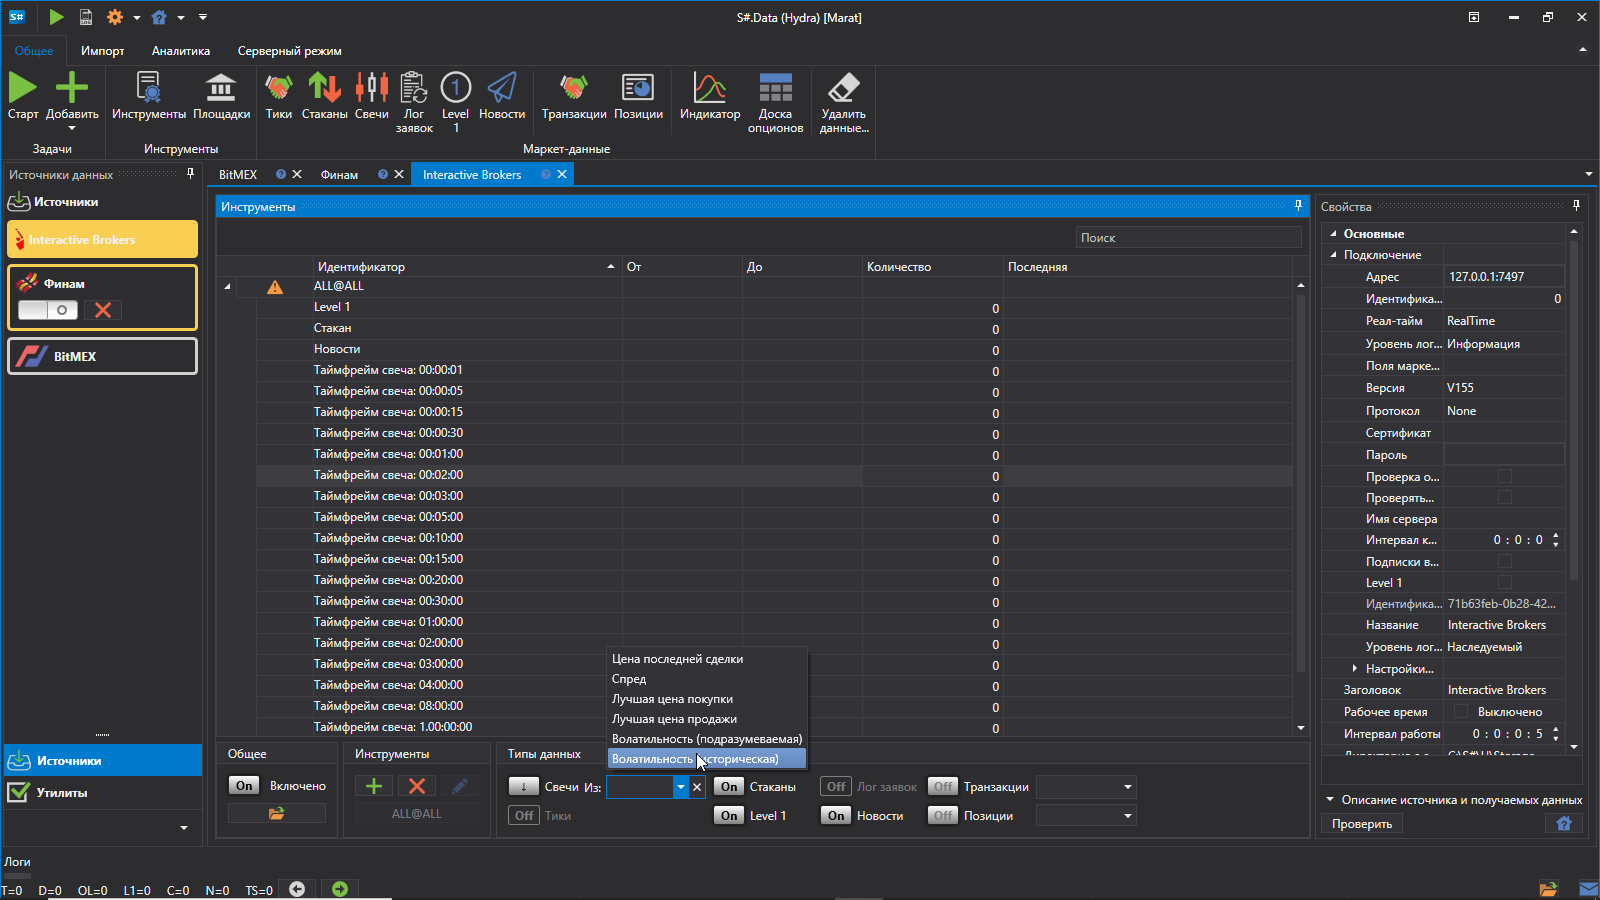 S#
LOG
S#.Data (Hydra) [Marat]
Общее
Импорт
Аналитика
Серверный режим
Старт
Добавить
Инструменты
Площадки
Тики
Стаканы
Свечи
Лог заявок
1
Level 1
Новости
Транзакции
Позиции
Индикатор
Доска опционов
Удалить данные...
Задачи
Инструменты
Маркет-данные
Источники данных
Источники
Interactive Brokers
Финам
BitMEX
Источники
Утилиты
BitMEX
Финам
Interactive Brokers
Инструменты
Поиск
Идентификатор От До Количество Последняя
ALL@ALL
Level 1 0
Стакан 0
Новости 0
Таймфрейм свеча: 00:00:01 0
Таймфрейм свеча: 00:00:05 0
Таймфрейм свеча: 00:00:15 0
Таймфрейм свеча: 00:00:30 0
Таймфрейм свеча: 00:01:00 0
Таймфрейм свеча: 00:02:00 0
Таймфрейм свеча: 00:03:00 0
Таймфрейм свеча: 00:05:00 0
Таймфрейм свеча: 00:10:00 0
Таймфрейм свеча: 00:15:00 0
Таймфрейм свеча: 00:20:00 0
Таймфрейм свеча: 00:30:00 0
Таймфрейм свеча: 01:00:00 0
Таймфрейм свеча: 02:00:00 0
Таймфрейм свеча: 03:00:00 0
Таймфрейм свеча: 04:00:00 0
Таймфрейм свеча: 08:00:00 0
Таймфрейм свеча: 1.00:00:00 0
Цена последней сделки
Спред
Лучшая цена покупки
Лучшая цена продажи
Волатильность (подразумеваемая)
Волатильность
Общее
On Включено
Инструменты
ALL@ALL
Типы данных
Свечи Из:
Off Тики
On Стаканы
On Level 1
Off Лог заявок
On Новости
Off Транзакции
Off Позиции
Свойства
Основные
Подключение
Адрес 127.0.0.1:7497
Идентифика... 0
Реал-тайм RealTime
Уровень лог... Информация
Поля марке...
Версия V155
Протокол None
Сертификат
Пароль
Проверка о...
Проверять...
Имя сервера
Интервал к... 0 : 0 : 0
Подписки в...
Level 1
Идентифика... 71b63feb-0b28-42...
Название Interactive Brokers
Уровень лог... Наследуемый
Настройки...
Заголовок Interactive Brokers
Рабочее время Выключено
Интервал работы 0 : 0 : 0 : 5
Описание источника и получаемых данных
Проверить
Логи
T=0 D=0 OL=0 L1=0 C=0 N=0 TS=0